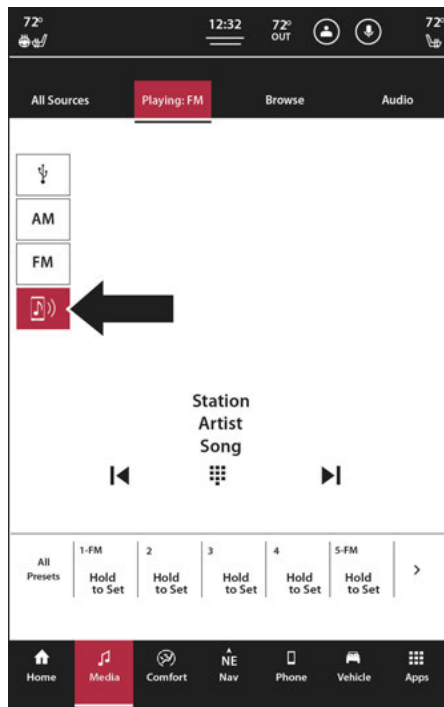 72° 12:32 72° OUT 72°
All Sources Playing: FM Browse Audio
AM
FM
Station
Artist
Song
All Presets
1-FM Hold to Set
2 Hold to Set
3 Hold to Set
4 Hold to Set
5-FM Hold to Set
Home Media Comfort NE Nav Phone Vehicle Apps